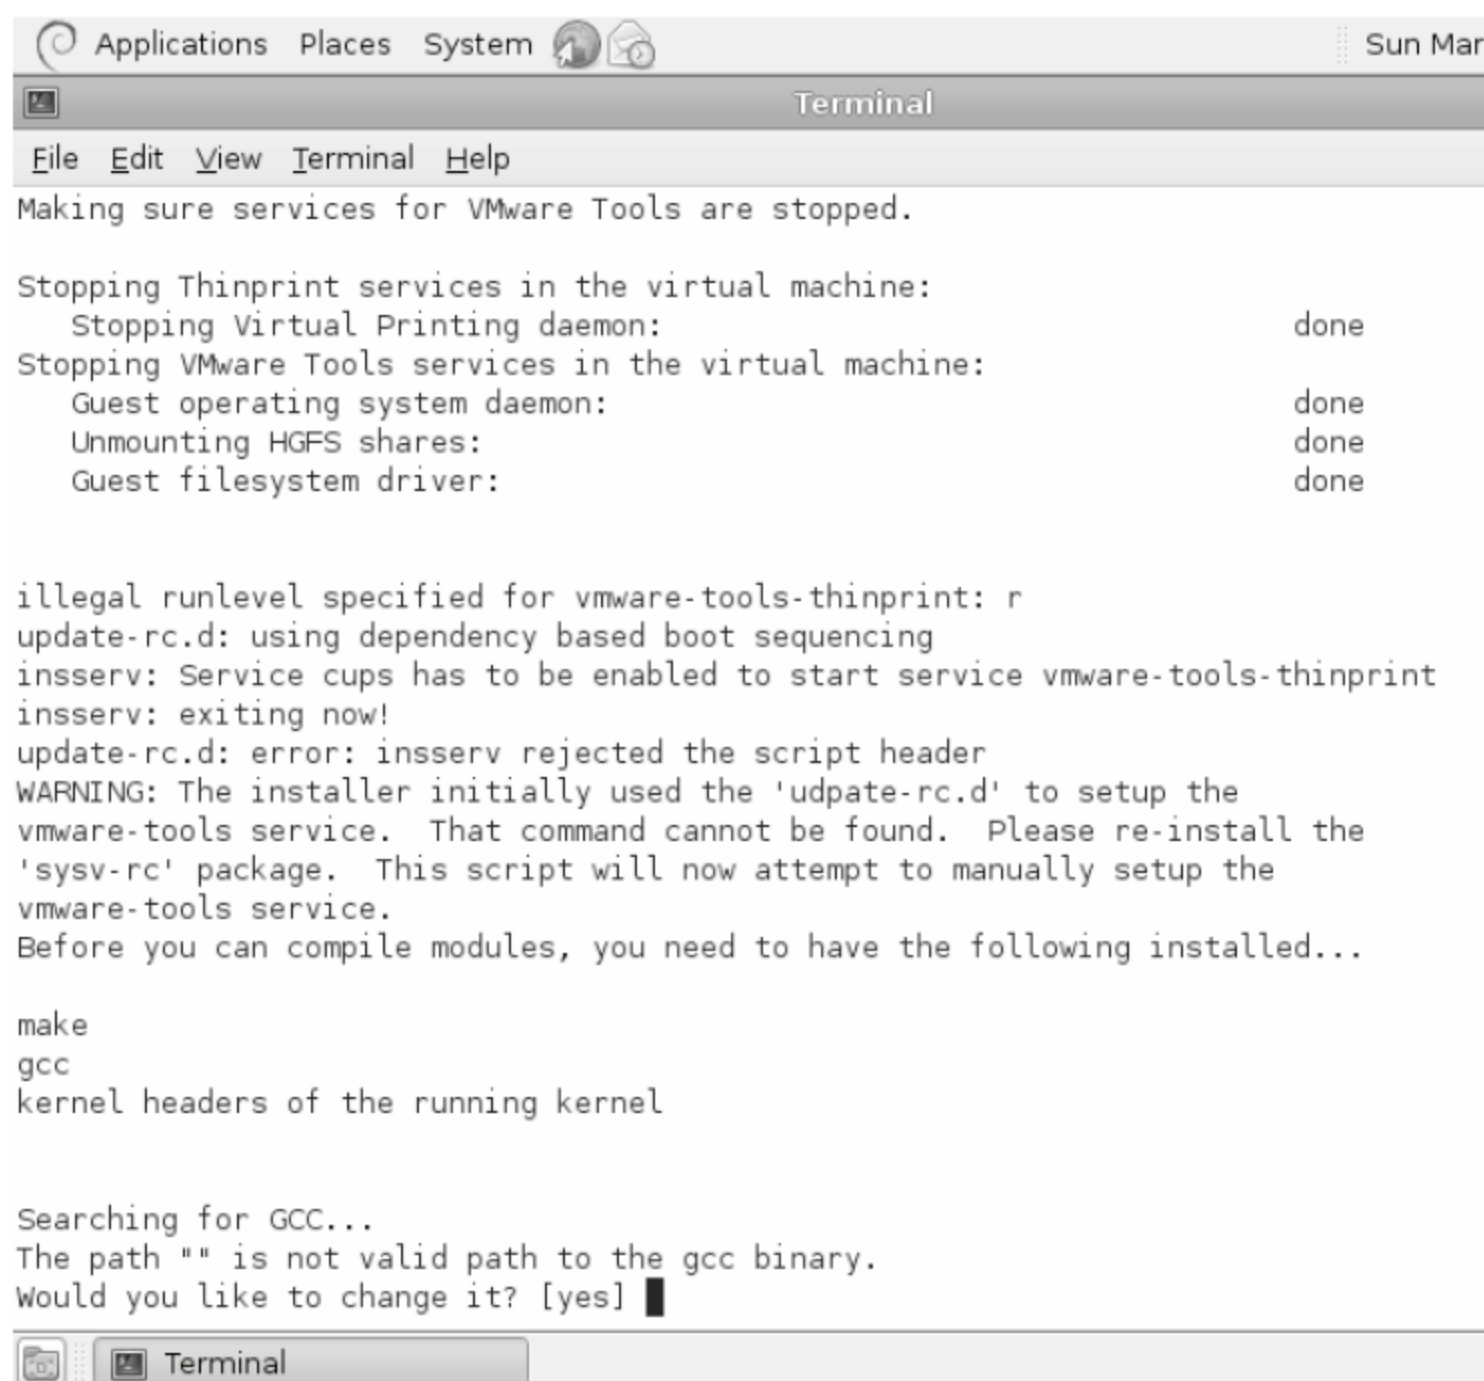 Applications Places System Sun Mar
Terminal
File Edit View Terminal Help
Making sure services for VMware Tools are stopped.
Stopping Thinprint services in the virtual machine:
Stopping Virtual Printing daemon: done
Stopping VMware Tools services in the virtual machine:
Guest operating system daemon: done
Unmounting HGFS shares: done
Guest filesystem driver: done
illegal runlevel specified for vmware-tools-thinprint: r
update-rc.d: using dependency based boot sequencing
insserv: Service cups has to be enabled to start service vmware-tools-thinprint
insserv: exiting now!
update-rc.d: error: insserv rejected the script header
WARNING: The installer initially used the 'udpate-rc.d' to setup the
vmware-tools service.  That command cannot be found.  Please re-install the
'sysv-rc' package.  This script will now attempt to manually setup the
vmware-tools service.
Before you can compile modules, you need to have the following installed...
make
gcc
kernel headers of the running kernel
Searching for GCC...
The path "" is not valid path to the gcc binary.
Would you like to change it? [yes]
Terminal